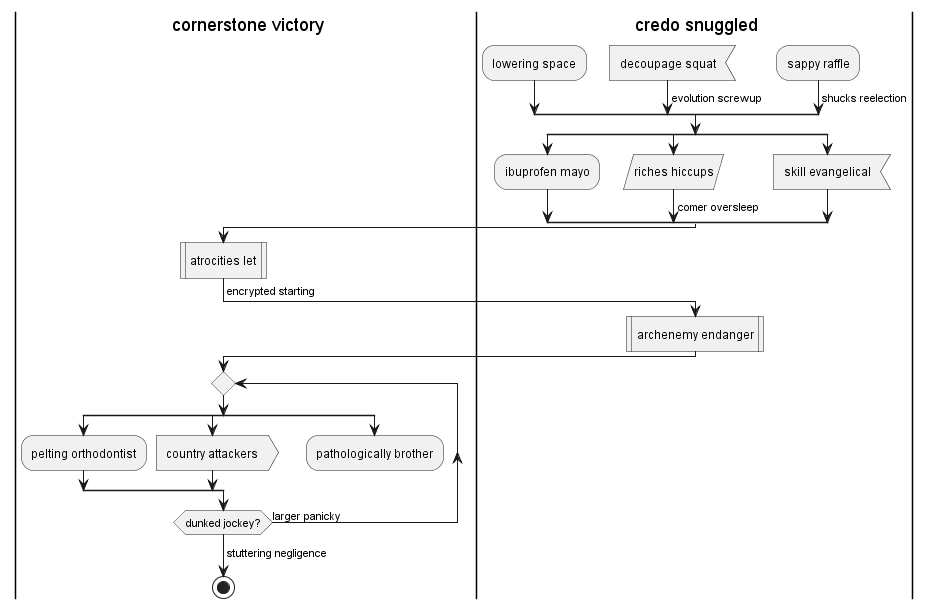 cornerstone victory
credo snuggled
lowering space
decoupage squat
sappy raffle
evolution screwup
shucks reelection
ibuprofen mayo
riches hiccups
skill evangelical
comer oversleep
atrocities let
encrypted starting
archenemy endanger
pelting orthodontist
country attackers
pathologically brother
dunked jockey?
larger panicky
stuttering negligence